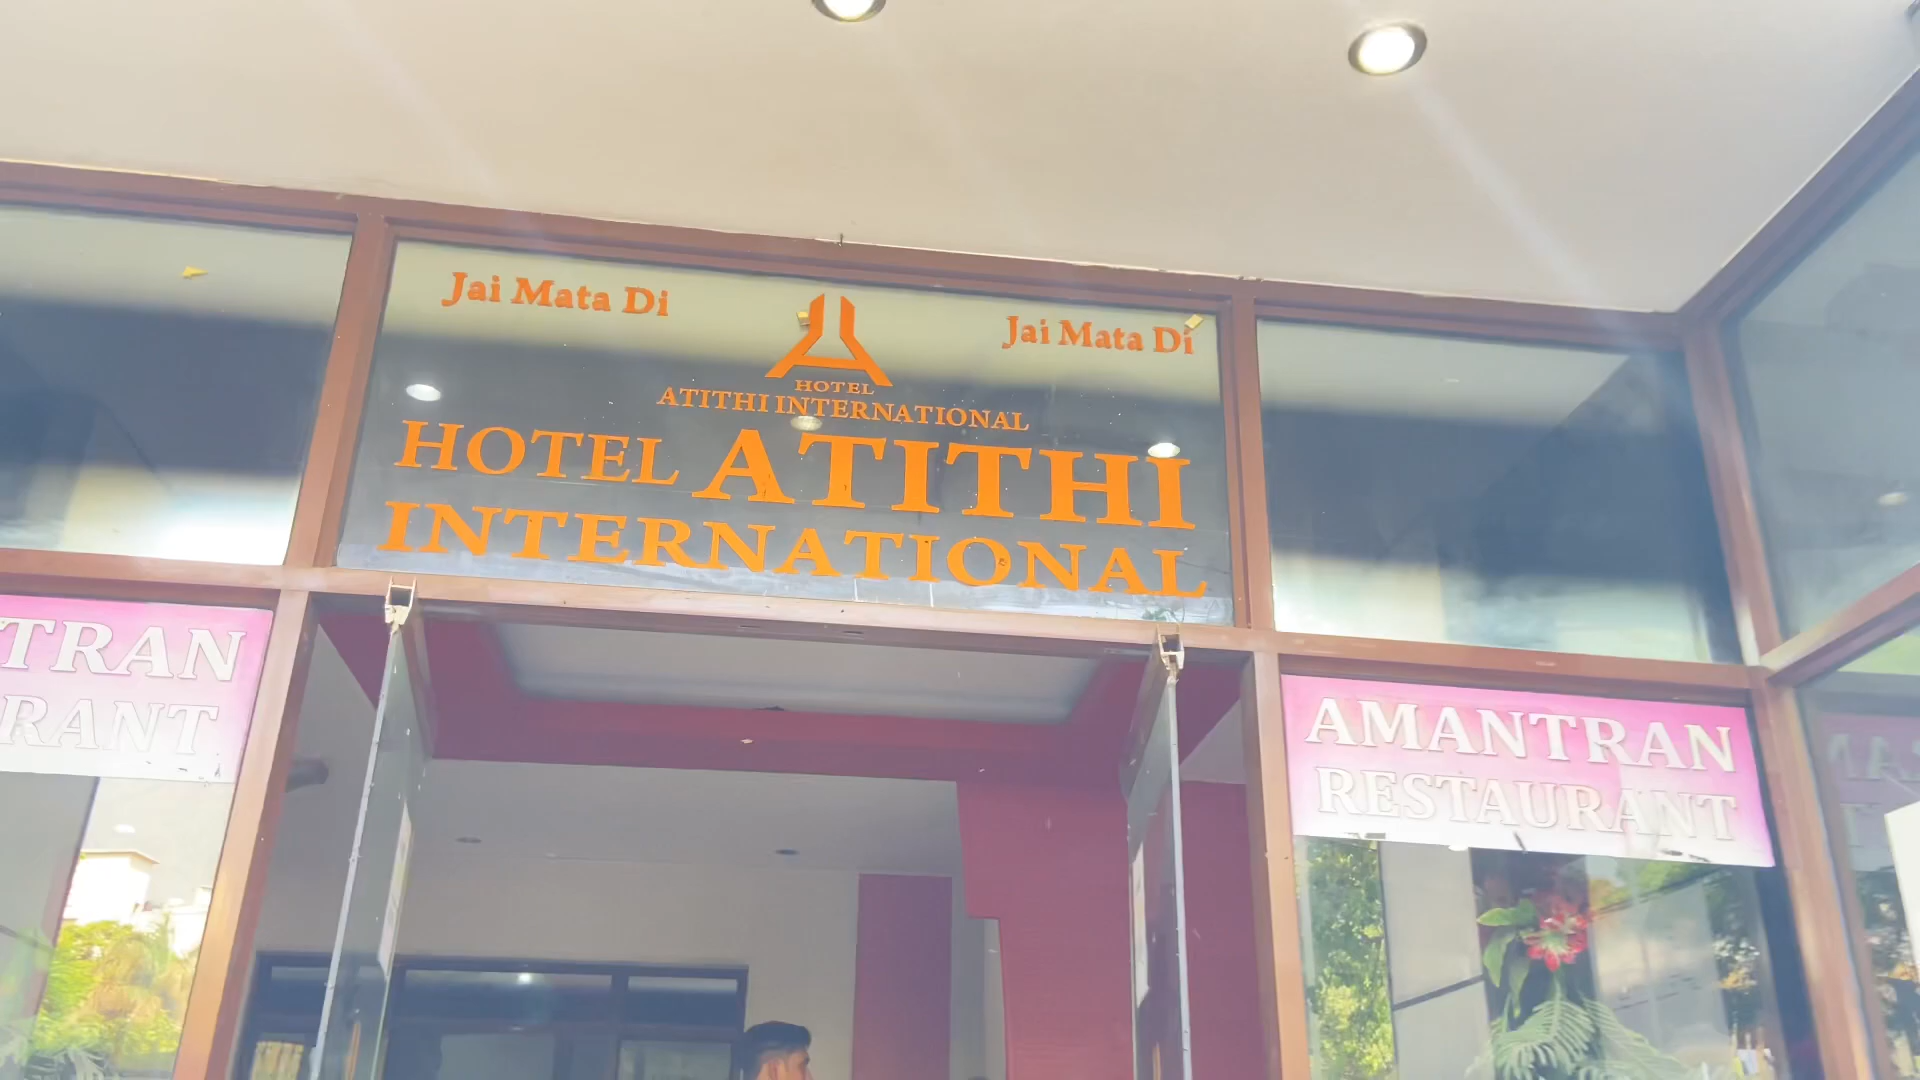 Jai Mata Di
Jai Mata Di
HOTEL
ATITHI INTERNATIONAL
HOTEL ATITHI
INTERNATIONAL
TRAN
RANT
AMANTRAN
RESTAURANT